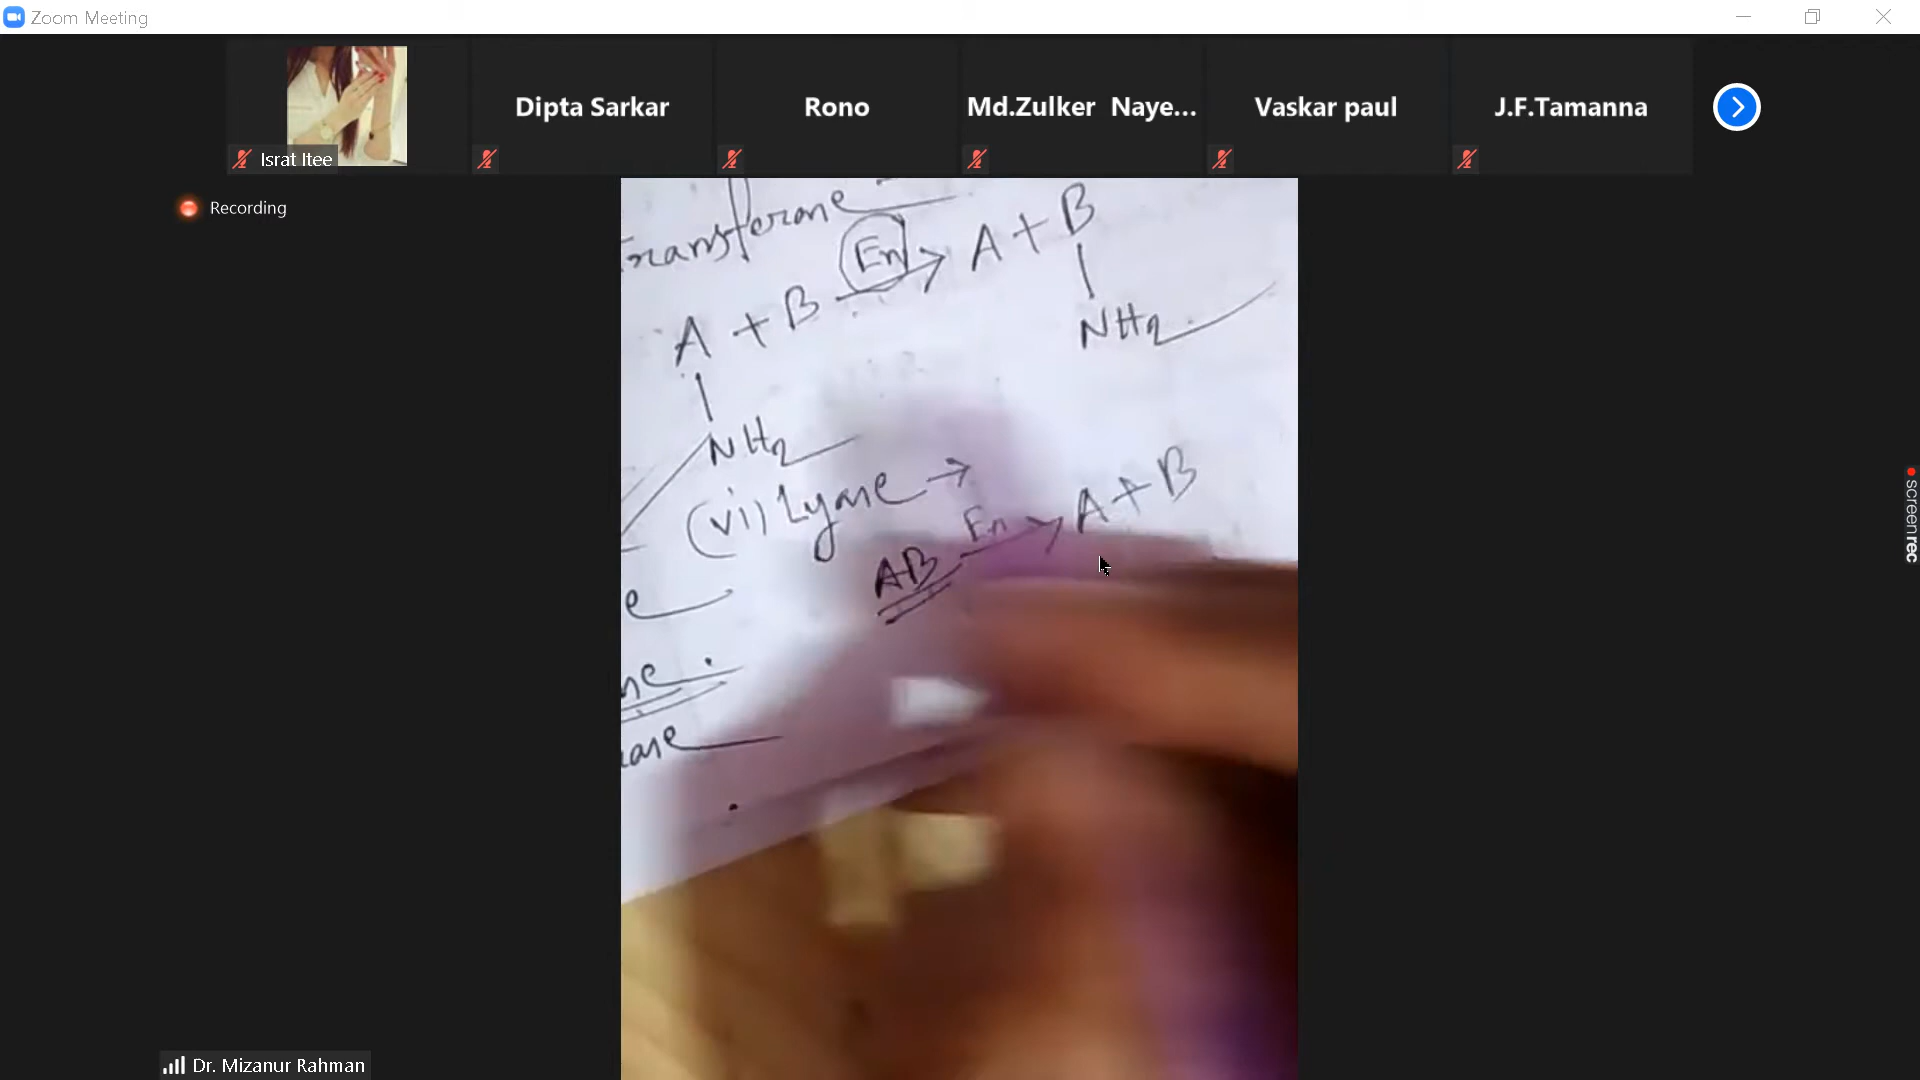 Zoom Meeting
Dipta Sarkar
Rono
Md.Zulker Naye...
Vaskar paul
J.F.Tamanna
Israt Itee
Recording
Transferase
En
A + B → A + B
NH2
NH2
(vi) Lyase →
AB En → A + B
e
screenrec
Dr. Mizanur Rahman